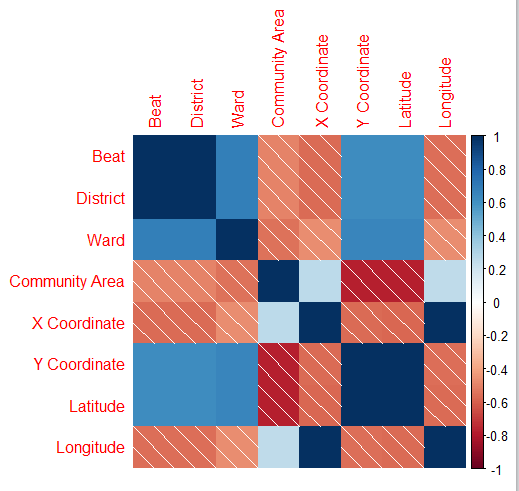 Beat
District
Ward
Community Area
X Coordinate
Y Coordinate
Latitude
Longitude
Beat
District
Ward
Community Area
X Coordinate
Y Coordinate
Latitude
Longitude
1
0.8
0.6
0.4
0.2
0
-0.2
-0.4
-0.6
-0.8
-1